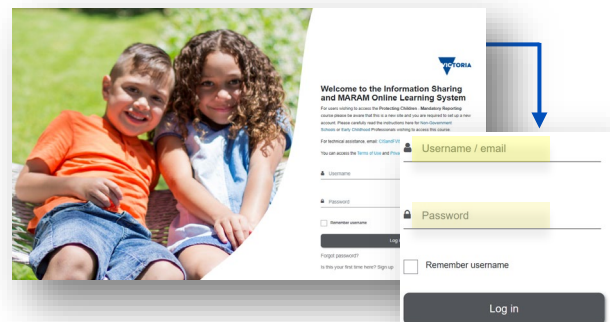 VICTORIA
Welcome to the Information Sharing
and MARAM Online Learning System
For users wishing to access the Protecting Children - Mandatory Reporting
course please be aware that this is a new site and you are required to set up a new
account. Please carefully read the instructions here for Non-Government
Schools or Early Childhood Professionals wishing to access this course.
For technical assistance, email:
You can access the Terms of Use and
Username
Password
Remember username
Log
Forgot password?
Is this your first time here? Sign up
Username / email
Password
Remember username
Log in